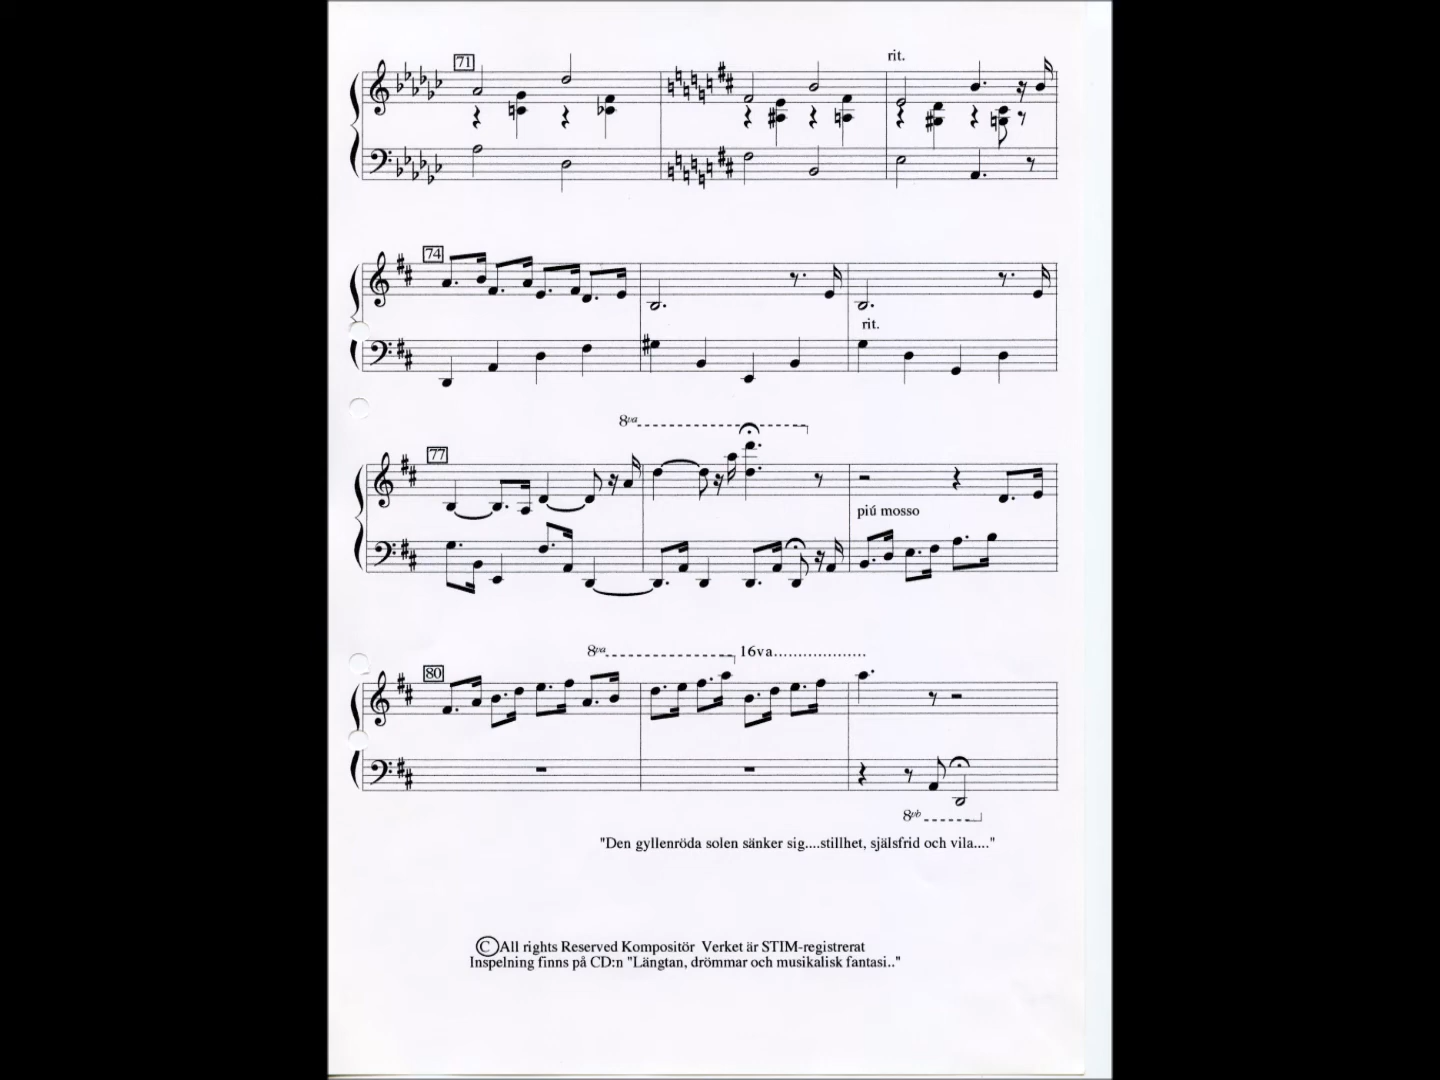 71
rit.
74
rit.
8va
77
piú mosso
8va 16va...................
80
8vb
"Den gyllenröda solen sänker sig....stillhet, själsfrid och vila...."
© All rights Reserved Kompositör Verket är STIM-registrerat
Inspelning finns på CD:n "Längtan, drömmar och musikalisk fantasi.."